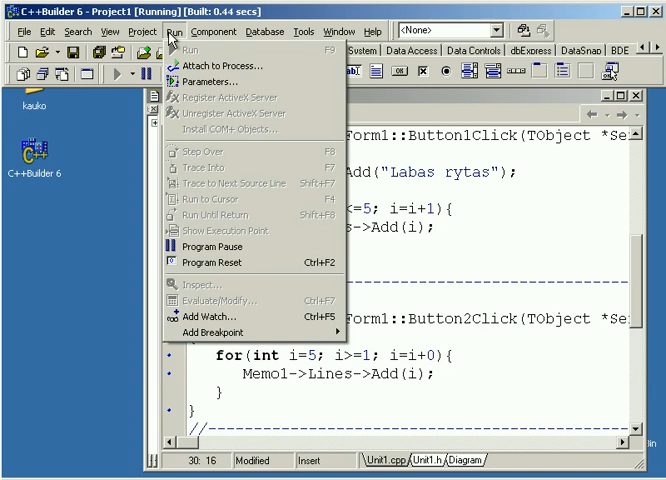 C++Builder 6 - Project1 [Running] [Built: 0.44 secs]
File Edit Search View Project Run Component Database Tools Window Help <None>
System Data Access Data Controls dbExpress DataSnap BDE
Run F9
Attach to Process...
Parameters...
Register ActiveX Server
Unregister ActiveX Server
Install COM+ Objects...
Step Over F8
Trace Into F7
Trace to Next Source Line Shift+F7
Run to Cursor F4
Run Until Return Shift+F8
Show Execution Point
Program Pause
Program Reset Ctrl+F2
Inspect...
Evaluate/Modify... Ctrl+F7
Add Watch... Ctrl+F5
Add Breakpoint
kauko
C++Builder 6
Form1::Button1Click(TObject *Se
Add("Labas rytas");
<=5; i=i+1){
s->Add(i);
Form1::Button2Click(TObject *Se
{
for(int i=5; i>=1; i=i+0){
Memo1->Lines->Add(i);
}
}
//------------------------------------
30: 16 Modified Insert Unit1.cpp Unit1.h Diagram